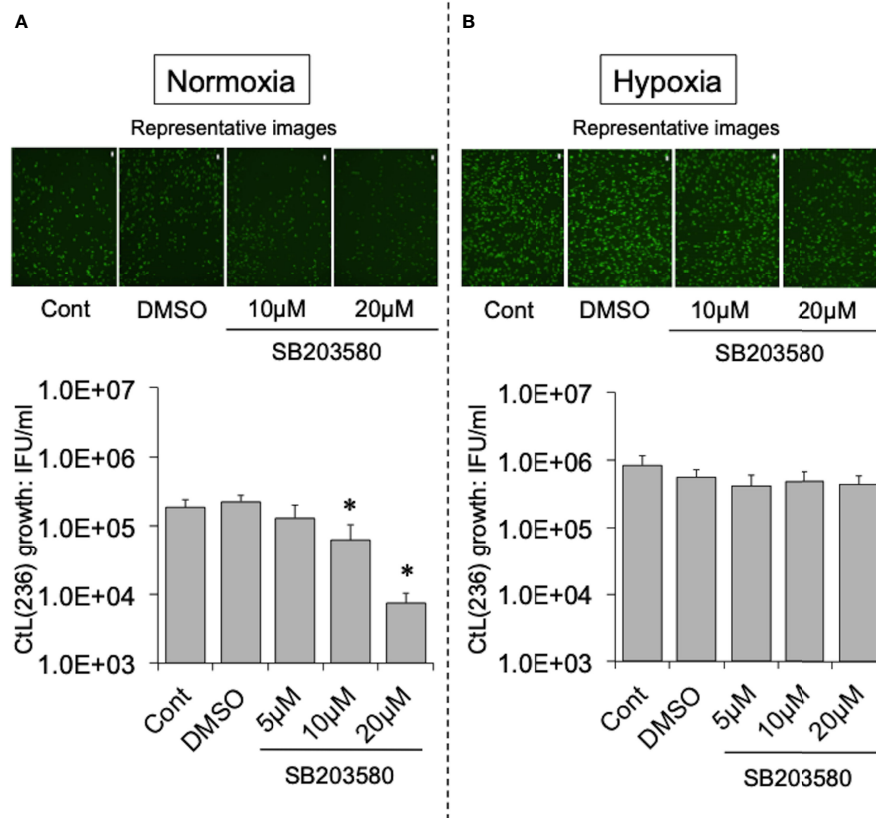 A
Normoxia
Representative images
Cont DMSO 10µM 20µM
SB203580
CtL(236) growth: IFU/ml
1.0E+07
1.0E+06
1.0E+05
1.0E+04
1.0E+03
*
*
Cont DMSO 5µM 10µM 20µM
SB203580
B
Hypoxia
Representative images
Cont DMSO 10µM 20µM
SB203580
CtL(236) growth: IFU/ml
1.0E+07
1.0E+06
1.0E+05
1.0E+04
1.0E+03
Cont DMSO 5µM 10µM 20µM
SB203580